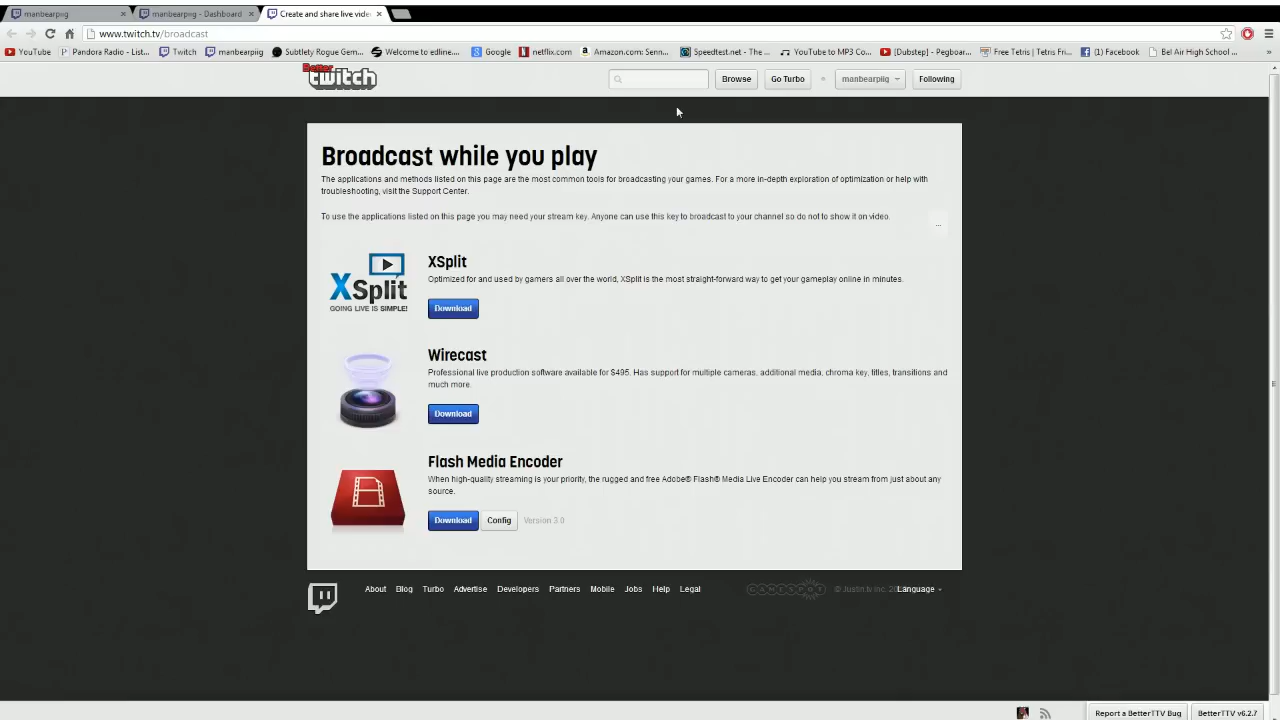 manbearpiig
manbearpiig - Dashboard
Create and share live vide
www.twitch.tv/broadcast
YouTube
Pandora Radio - List...
Twitch
manbearpiig
Subtlety Rogue Gem...
Welcome to edline....
Google
netflix.com
Amazon.com: Senn...
Speedtest.net - The ...
YouTube to MP3 Co...
[Dubstep] - Pegboar...
Free Tetris | Tetris Fri...
(1) Facebook
Bel Air High School ...
Better
twitch
Browse
Go Turbo
manbearpiig
Following
Broadcast while you play
The applications and methods listed on this page are the most common tools for broadcasting your games. For a more in-depth exploration of optimization or help with
troubleshooting, visit the Support Center.
To use the applications listed on this page you may need your stream key. Anyone can use this key to broadcast to your channel so do not to show it on video.
...
XSplit
GOING LIVE IS SIMPLE!
XSplit
Optimized for and used by gamers all over the world, XSplit is the most straight-forward way to get your gameplay online in minutes.
Download
Wirecast
Professional live production software available for $495. Has support for multiple cameras, additional media, chroma key, titles, transitions and
much more.
Download
Flash Media Encoder
When high-quality streaming is your priority, the rugged and free Adobe® Flash® Media Live Encoder can help you stream from just about any
source.
Download
Config
Version 3.0
About
Blog
Turbo
Advertise
Developers
Partners
Mobile
Jobs
Help
Legal
GAMESPOT
© Justin.tv Inc.
Language
Report a BetterTTV Bug
BetterTTV v6.2.7